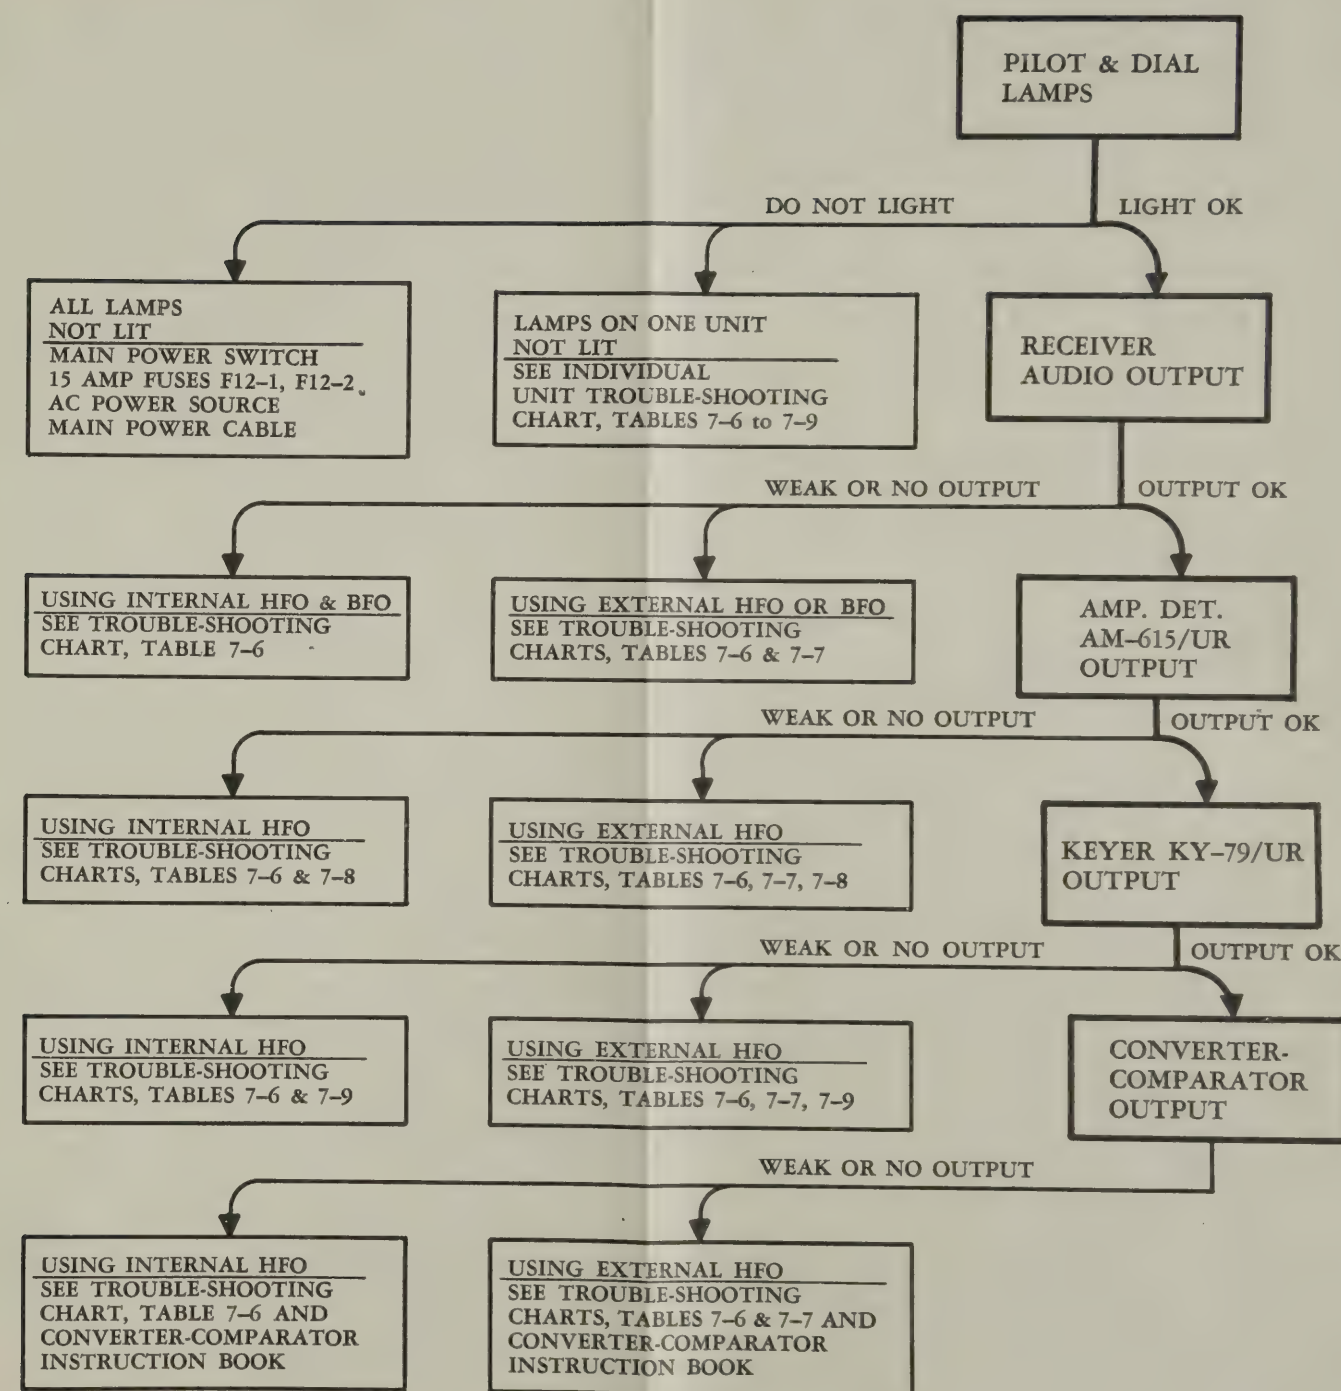 PILOT & DIAL
LAMPS
DO NOT LIGHT
LIGHT OK
ALL LAMPS
NOT LIT
MAIN POWER SWITCH
15 AMP FUSES F12-1, F12-2
AC POWER SOURCE
MAIN POWER CABLE
LAMPS ON ONE UNIT
NOT LIT
SEE INDIVIDUAL
UNIT TROUBLE-SHOOTING
CHART, TABLES 7-6 to 7-9
RECEIVER
AUDIO OUTPUT
WEAK OR NO OUTPUT
OUTPUT OK
USING INTERNAL HFO & BFO
SEE TROUBLE-SHOOTING
CHART, TABLE 7-6
USING EXTERNAL HFO OR BFO
SEE TROUBLE-SHOOTING
CHARTS, TABLES 7-6 & 7-7
AMP. DET.
AM-615/UR
OUTPUT
WEAK OR NO OUTPUT
OUTPUT OK
USING INTERNAL HFO
SEE TROUBLE-SHOOTING
CHARTS, TABLES 7-6 & 7-8
USING EXTERNAL HFO
SEE TROUBLE-SHOOTING
CHARTS, TABLES 7-6, 7-7, 7-8
KEYER KY-79/UR
OUTPUT
WEAK OR NO OUTPUT
OUTPUT OK
USING INTERNAL HFO
SEE TROUBLE-SHOOTING
CHARTS, TABLES 7-6 & 7-9
USING EXTERNAL HFO
SEE TROUBLE-SHOOTING
CHARTS, TABLES 7-6, 7-7, 7-9
CONVERTER-
COMPARATOR
OUTPUT
WEAK OR NO OUTPUT
USING INTERNAL HFO
SEE TROUBLE-SHOOTING
CHART, TABLE 7-6 AND
CONVERTER-COMPARATOR
INSTRUCTION BOOK
USING EXTERNAL HFO
SEE TROUBLE-SHOOTING
CHARTS, TABLES 7-6 & 7-7 AND
CONVERTER-COMPARATOR
INSTRUCTION BOOK